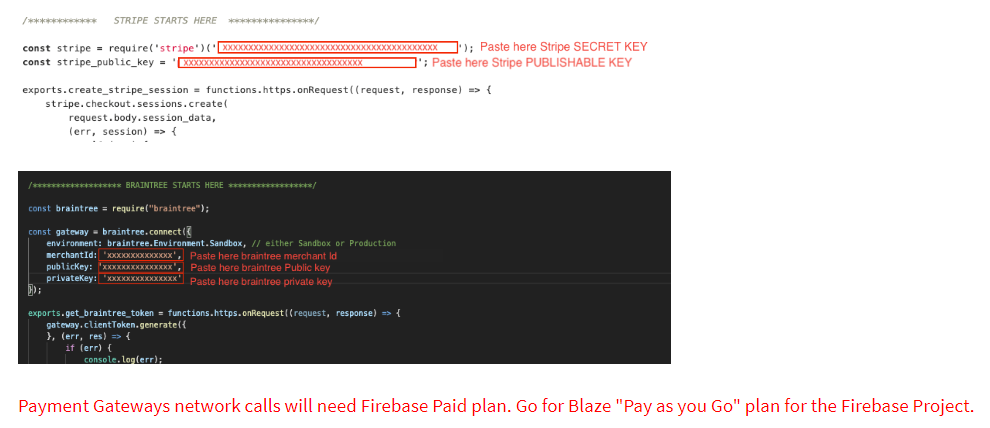 /************ STRIPE STARTS HERE ***************/
const stripe = require('stripe')('xxxxxxxxxxxxxxxxxxxxxxxxxxxxxxxxxxxxxxxxxx'); Paste here Stripe SECRET KEY
const stripe_public_key = 'xxxxxxxxxxxxxxxxxxxxxxxxxxxxxxxxxxx'; Paste here Stripe PUBLISHABLE KEY
exports.create_stripe_session = functions.https.onRequest((request, response) => {
stripe.checkout.sessions.create(
request.body.session_data,
(err, session) => {
/******************* BRAINTREE STARTS HERE ******************/
const braintree = require("braintree");
const gateway = braintree.connect({
environment: braintree.Environment.Sandbox, // either Sandbox or Production
merchantId: 'xxxxxxxxxxxxxx', Paste here braintree merchant Id
publicKey: 'xxxxxxxxxxxxxxx', Paste here braintree Public key
privateKey: 'xxxxxxxxxxxxxxx' Paste here braintree private key
});
exports.get_braintree_token = functions.https.onRequest((request, response) => {
gateway.clientToken.generate({
}, (err, res) => {
if (err) {
console.log(err);
Payment Gateways network calls will need Firebase Paid plan. Go for Blaze "Pay as you Go" plan for the Firebase Project.